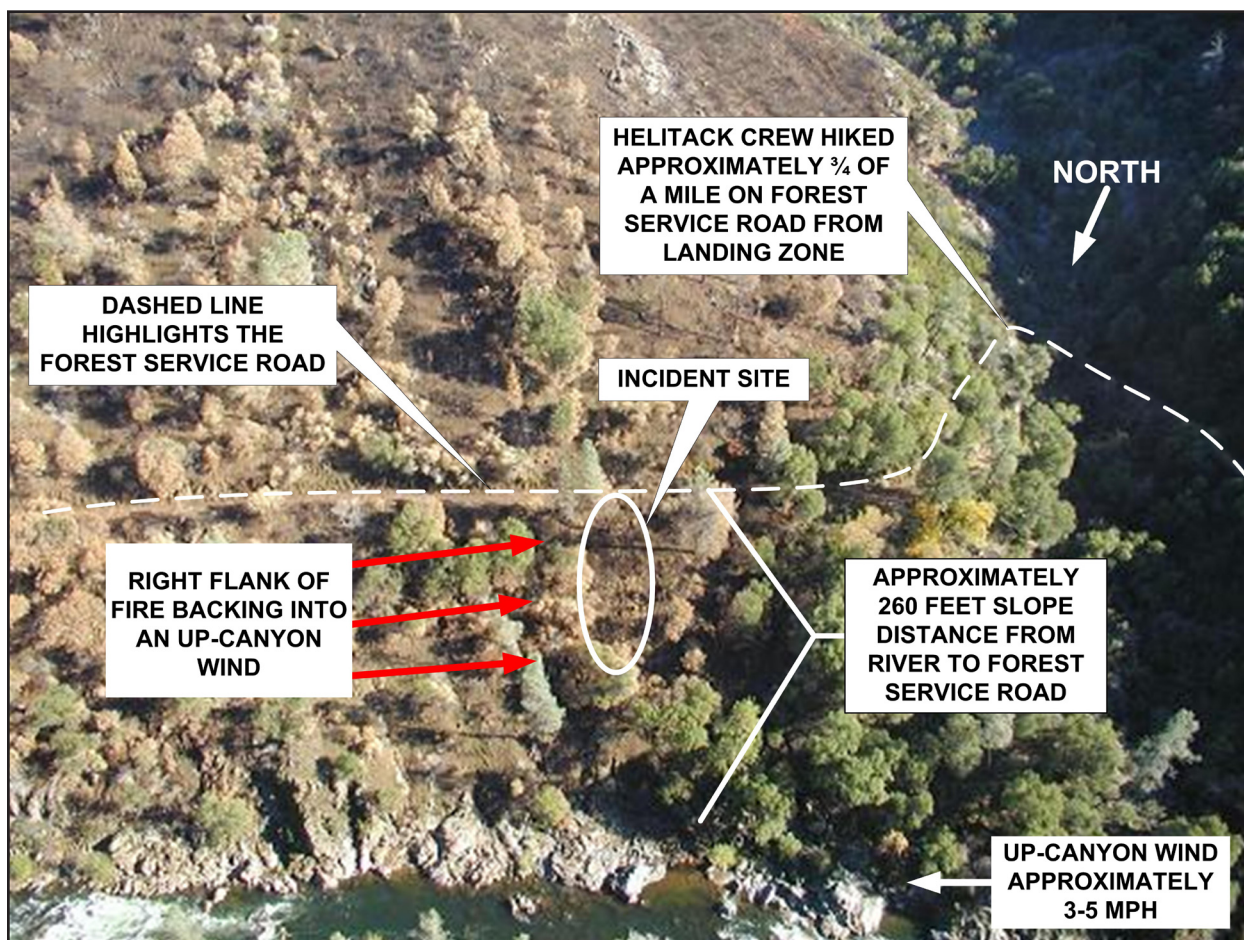 HELITACK CREW HIKED
APPROXIMATELY ¾ OF
A MILE ON FOREST
SERVICE ROAD FROM
LANDING ZONE
NORTH
DASHED LINE
HIGHLIGHTS THE
FOREST SERVICE ROAD
INCIDENT SITE
RIGHT FLANK OF
FIRE BACKING INTO
AN UP-CANYON
WIND
APPROXIMATELY
260 FEET SLOPE
DISTANCE FROM
RIVER TO FOREST
SERVICE ROAD
UP-CANYON WIND
APPROXIMATELY
3-5 MPH